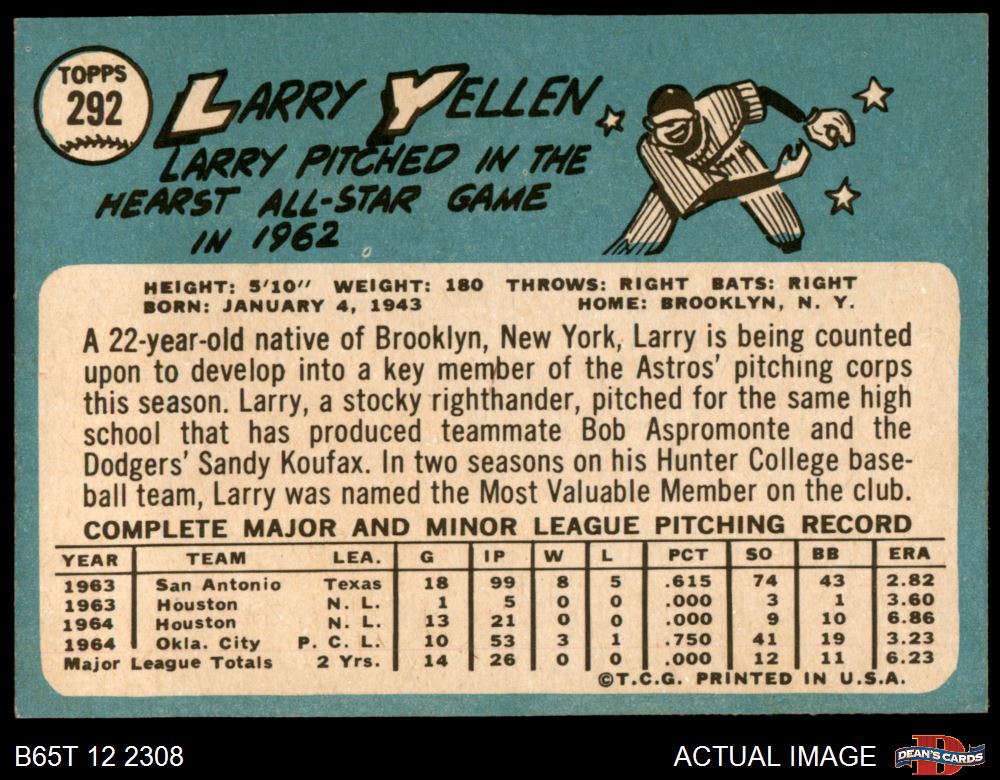 TOPPS
292
LARRY YELLEN
LARRY PITCHED IN THE
HEARST ALL-STAR GAME
IN 1962
HEIGHT: 5'10" WEIGHT: 180 THROWS: RIGHT BATS: RIGHT
BORN: JANUARY 4, 1943 HOME: BROOKLYN, N. Y.
A 22-year-old native of Brooklyn, New York, Larry is being counted
upon to develop into a key member of the Astros' pitching corps
this season. Larry, a stocky righthander, pitched for the same high
school that has produced teammate Bob Aspromonte and the
Dodgers' Sandy Koufax. In two seasons on his Hunter College base-
ball team, Larry was named the Most Valuable Member on the club.
COMPLETE MAJOR AND MINOR LEAGUE PITCHING RECORD
YEAR TEAM LEA. G IP W L PCT SO BB ERA
1963 San Antonio Texas 18 99 8 5 .615 74 43 2.82
1963 Houston N. L. 1 5 0 0 .000 3 1 3.60
1964 Houston N. L. 13 21 0 0 .000 9 10 6.86
1964 Okla. City P. C. L. 10 53 3 1 .750 41 19 3.23
Major League Totals 2 Yrs. 14 26 0 0 .000 12 11 6.23
©T.C.G. PRINTED IN U.S.A.
B65T 12 2308 ACTUAL IMAGE DEAN'S CARDS